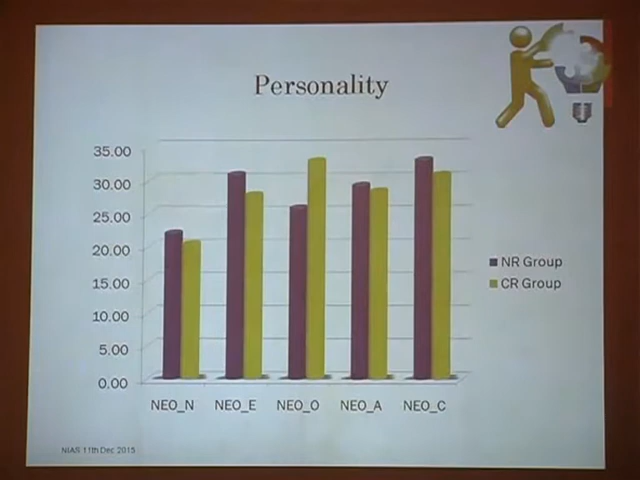 Personality
35.00
30.00
25.00
20.00
15.00
10.00
5.00
0.00
NEO_N NEO_E NEO_O NEO_A NEO_C
NR Group
CR Group
NIAS 11th Dec 2015